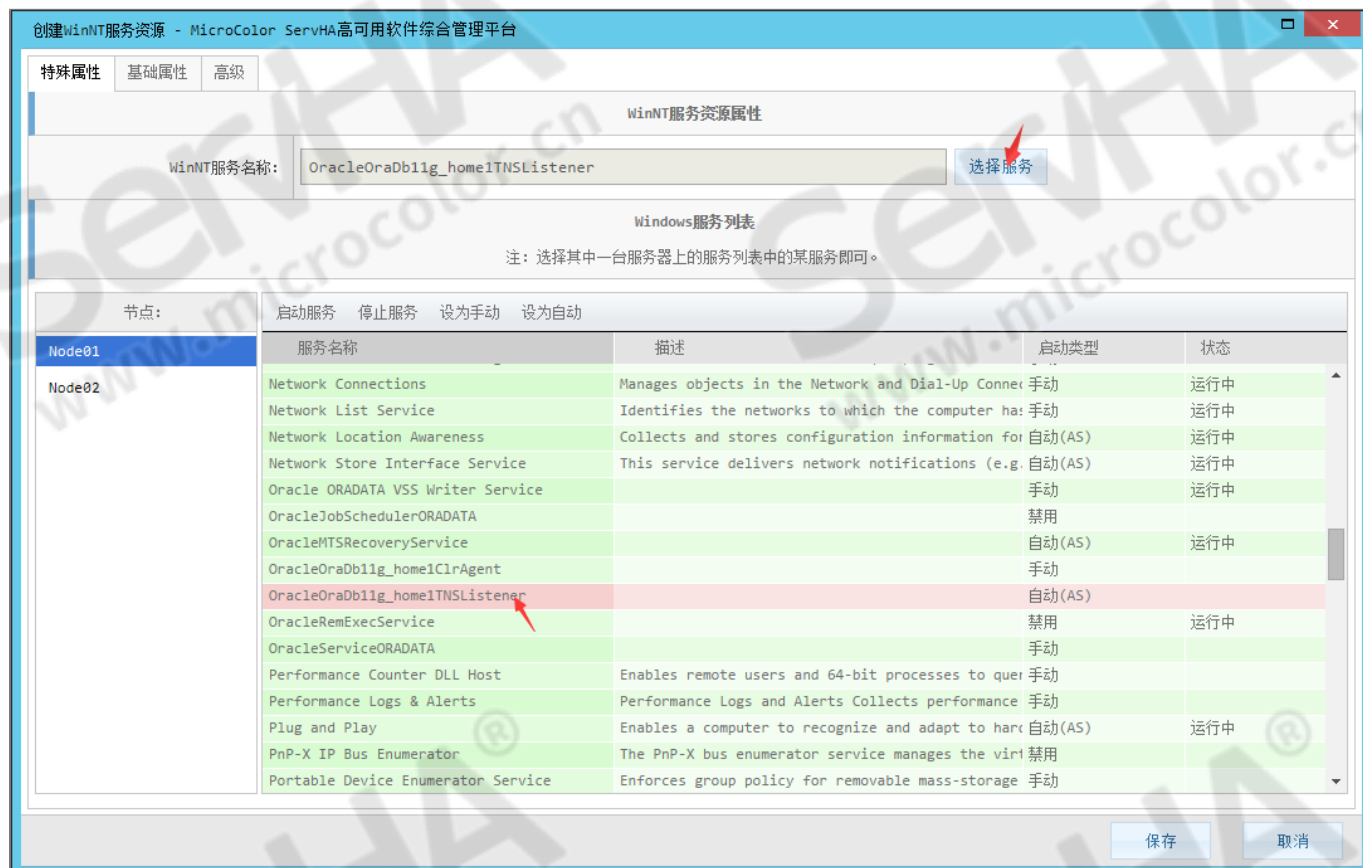 创建WinNT服务资源 - MicroColor ServHA高可用软件综合管理平台
特殊属性 基础属性 高级
WinNT服务资源属性
WinNT服务名称: OracleOraDb11g_home1TNSListener 选择服务
Windows服务列表
注: 选择其中一台服务器上的服务列表中的某服务即可。
节点: 启动服务 停止服务 设为手动 设为自动
服务名称 描述 启动类型 状态
Node01
Node02
Network Connections Manages objects in the Network and Dial-Up Connec 手动 运行中
Network List Service Identifies the networks to which the computer has 手动 运行中
Network Location Awareness Collects and stores configuration information for 自动(AS) 运行中
Network Store Interface Service This service delivers network notifications (e.g. 自动(AS) 运行中
Oracle ORADATA VSS Writer Service 手动 运行中
OracleJobSchedulerORADATA 禁用
OracleMTSRecoveryService 自动(AS) 运行中
OracleOraDb11g_home1ClrAgent 手动
OracleOraDb11g_home1TNSListener 自动(AS)
OracleRemExecService 禁用 运行中
OracleServiceORADATA 手动
Performance Counter DLL Host Enables remote users and 64-bit processes to quer 手动
Performance Logs & Alerts Performance Logs and Alerts Collects performance 手动
Plug and Play Enables a computer to recognize and adapt to hard 自动(AS) 运行中
PnP-X IP Bus Enumerator The PnP-X bus enumerator service manages the virt 禁用
Portable Device Enumerator Service Enforces group policy for removable mass-storage 手动
保存 取消
ServHA
www.microcolor.cn
ServHA
www.microcolor.cn